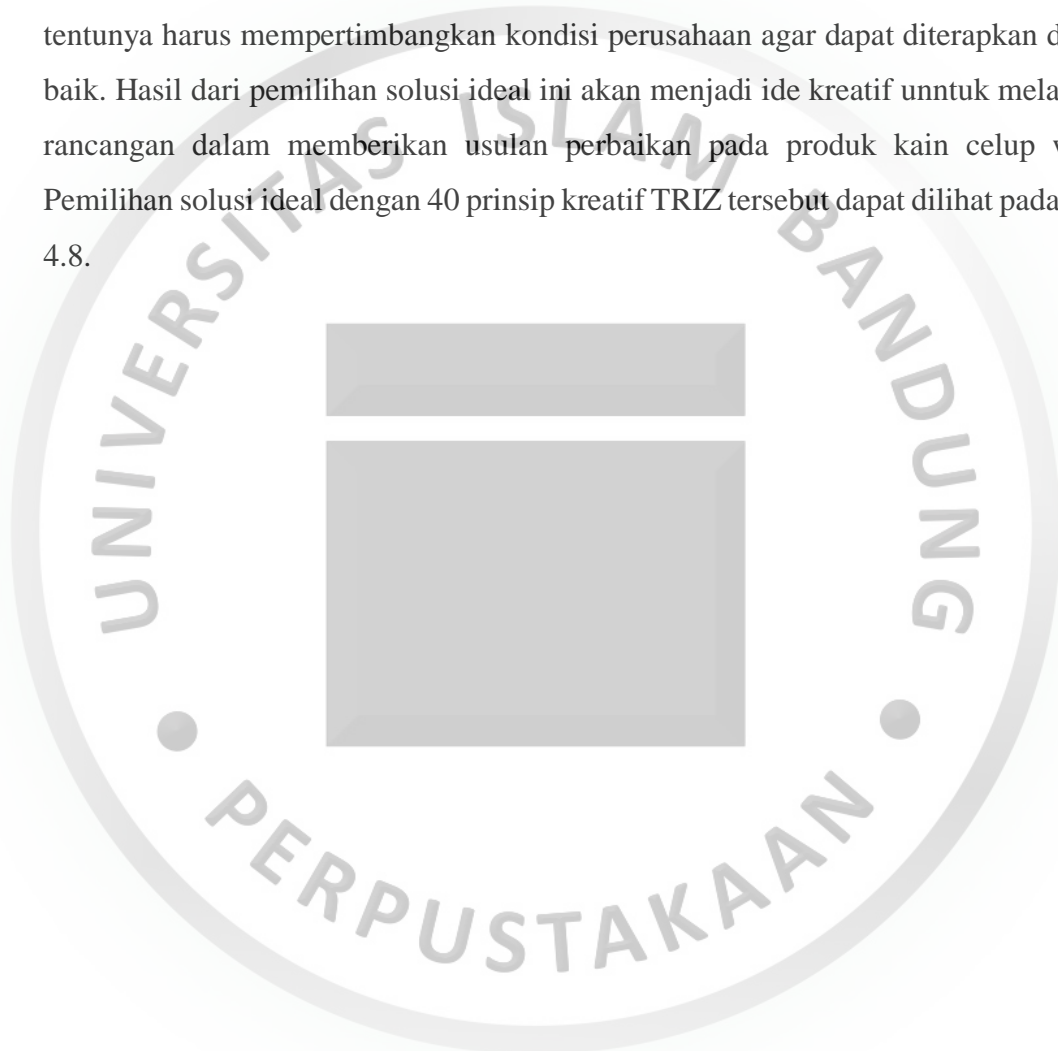 tentunya harus mempertimbangkan kondisi perusahaan agar dapat diterapkan
baik. Hasil dari pemilihan solusi ideal ini akan menjadi ide kreatif unntuk
rancangan dalam memberikan usulan perbaikan pada produk kain celup
Pemilihan solusi ideal dengan 40 prinsip kreatif TRIZ tersebut dapat dilihat pada
4.8.
UNIVERSITAS ISLAM BANDUNG
PERPUSTAKAAN